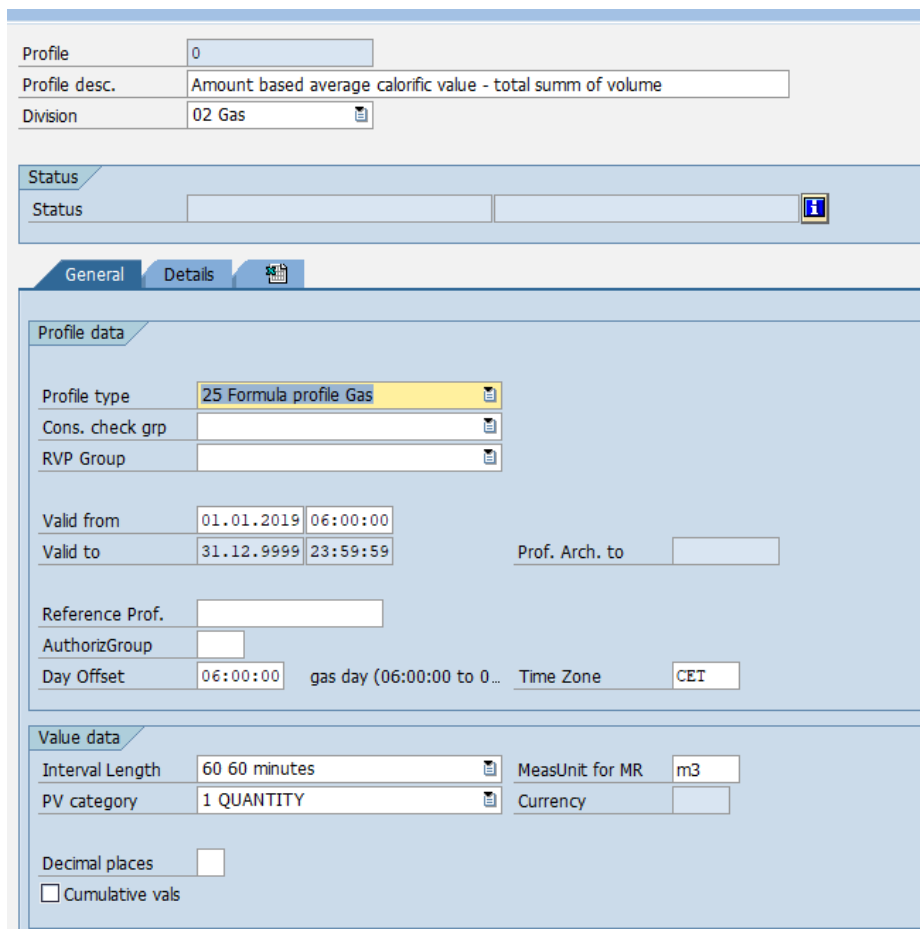 Profile 0
Profile desc. Amount based average calorific value - total summ of volume
Division 02 Gas
Status
Status
General Details
Profile data
Profile type 25 Formula profile Gas
Cons. check grp
RVP Group
Valid from 01.01.2019 06:00:00
Valid to 31.12.9999 23:59:59 Prof. Arch. to
Reference Prof.
AuthorizGroup
Day Offset 06:00:00 gas day (06:00:00 to 0... Time Zone CET
Value data
Interval Length 60 60 minutes MeasUnit for MR m3
PV category 1 QUANTITY Currency
Decimal places
Cumulative vals